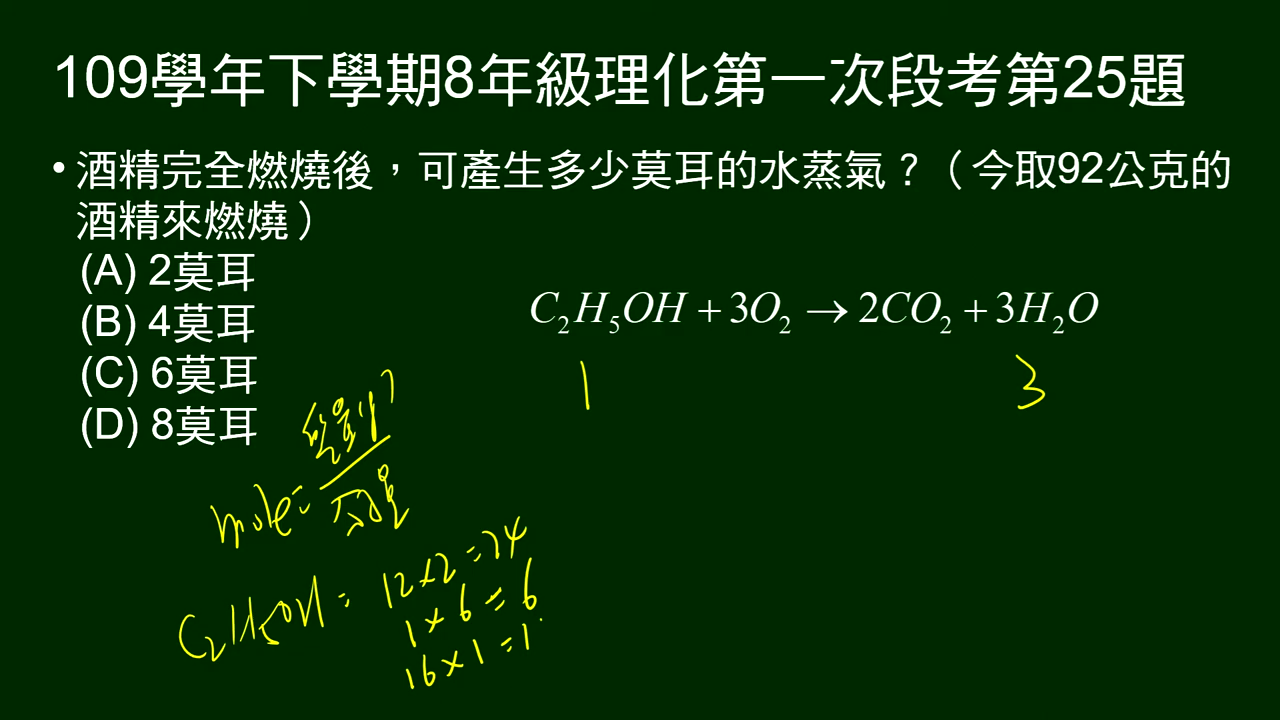 109學年下學期8年級理化第一次段考第25題
• 酒精完全燃燒後，可產生多少莫耳的水蒸氣？（今取92公克的
酒精來燃燒）
(A) 2莫耳
(B) 4莫耳
(C) 6莫耳
(D) 8莫耳
C₂H₅OH + 3O₂ → 2CO₂ + 3H₂O
1 3
mole=
C₂H₅OH = 12×2=24
1×6=6
16×1=1